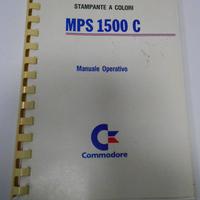 STAMPANTE A COLORI
MPS 1500 C
Manuale Operativo
Commodore